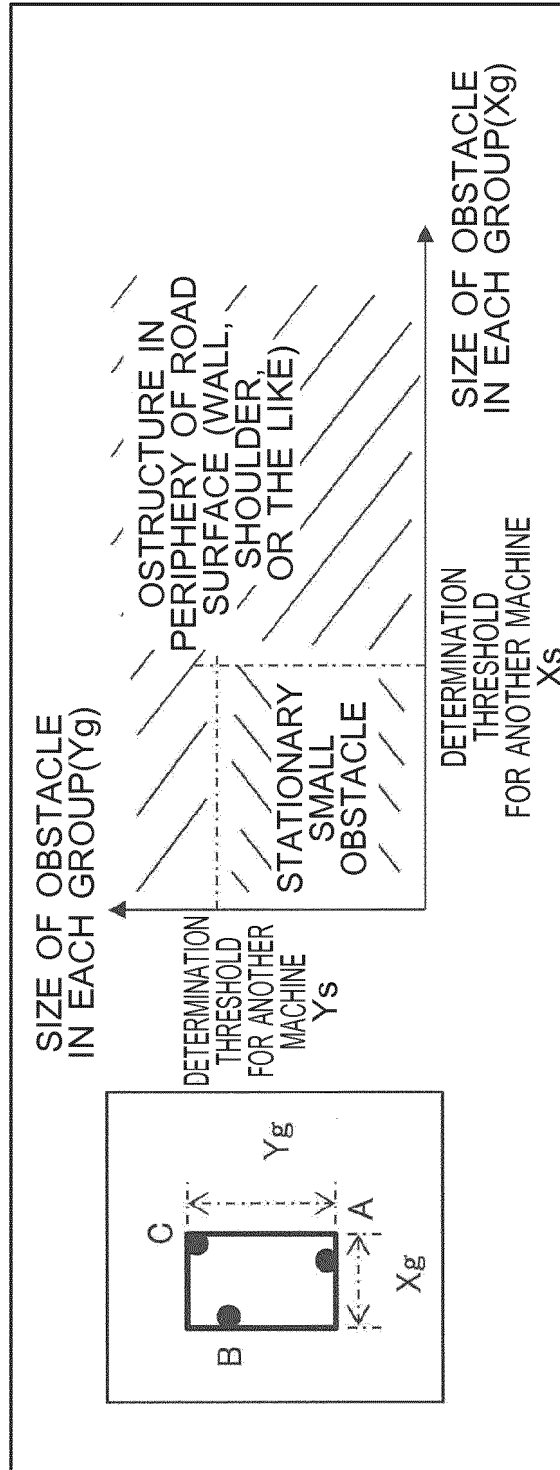 B
C
A
Xg
Yg
SIZE OF OBSTACLE
IN EACH GROUP(Yg)
DETERMINATION
THRESHOLD
FOR ANOTHER
MACHINE
Ys
STATIONARY
SMALL
OBSTACLE
OSTRUCTURE IN
PERIPHERY OF ROAD
SURFACE (WALL,
SHOULDER,
OR THE LIKE)
DETERMINATION
THRESHOLD
FOR ANOTHER MACHINE
Xs
SIZE OF OBSTACLE
IN EACH GROUP(Xg)